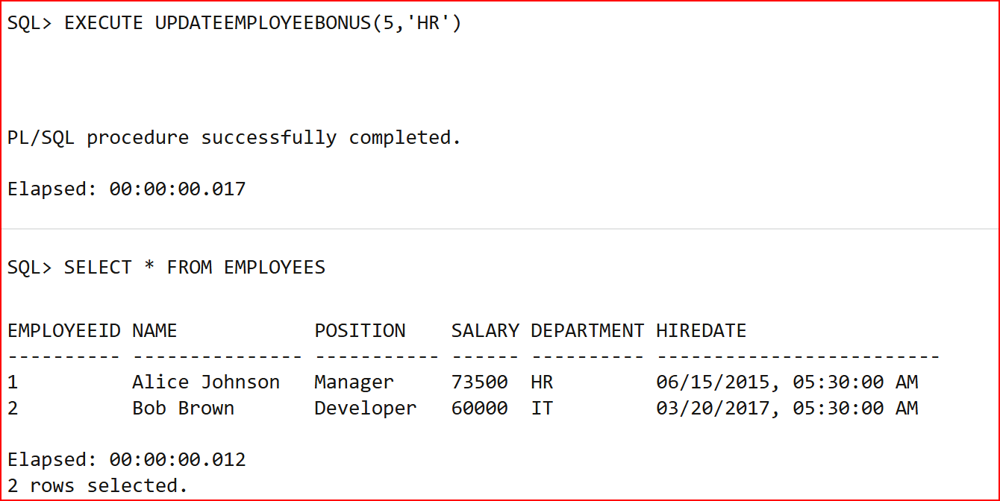 SQL> EXECUTE UPDATEEMPLOYEEBONUS(5,'HR')
PL/SQL procedure successfully completed.
Elapsed: 00:00:00.017
SQL> SELECT * FROM EMPLOYEES
EMPLOYEEID NAME            POSITION    SALARY DEPARTMENT HIREDATE
---------- --------------- ----------- ------ ---------- -------------------------
1          Alice Johnson   Manager     73500  HR         06/15/2015, 05:30:00 AM
2          Bob Brown       Developer   60000  IT         03/20/2017, 05:30:00 AM
Elapsed: 00:00:00.012
2 rows selected.